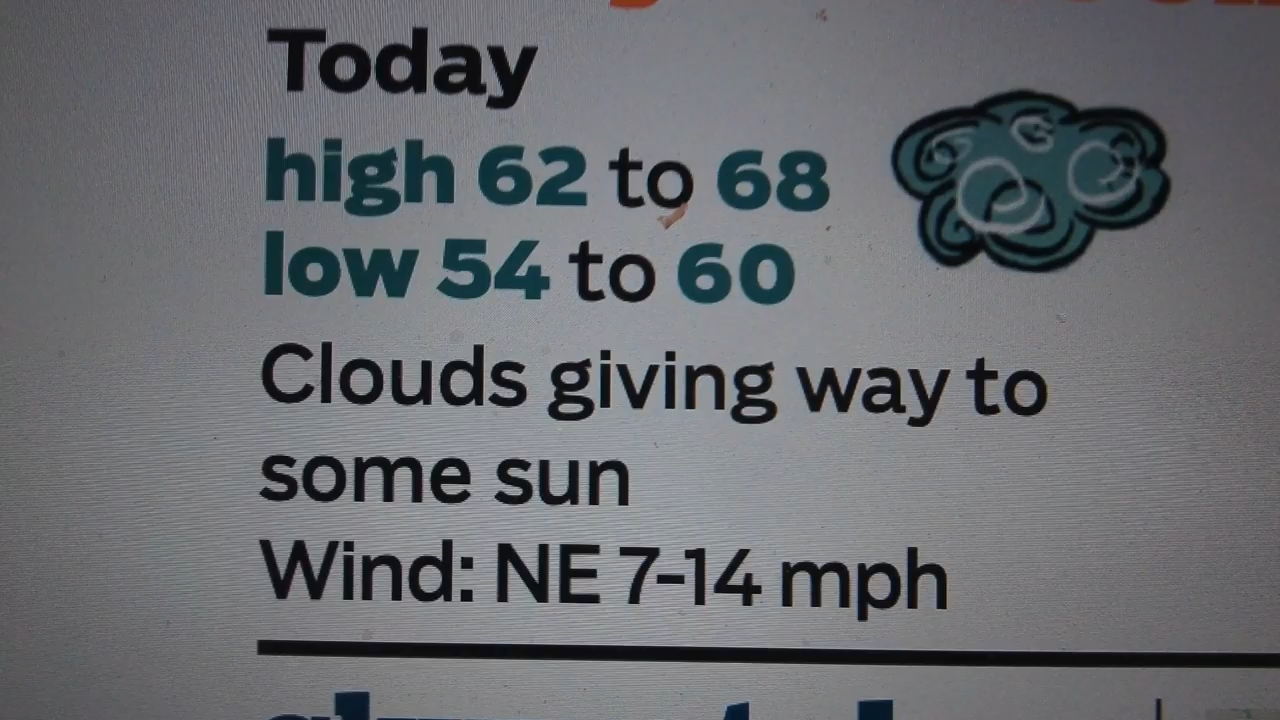 Today
high 62 to 68
low 54 to 60
Clouds giving way to
some sun
Wind: NE 7-14 mph